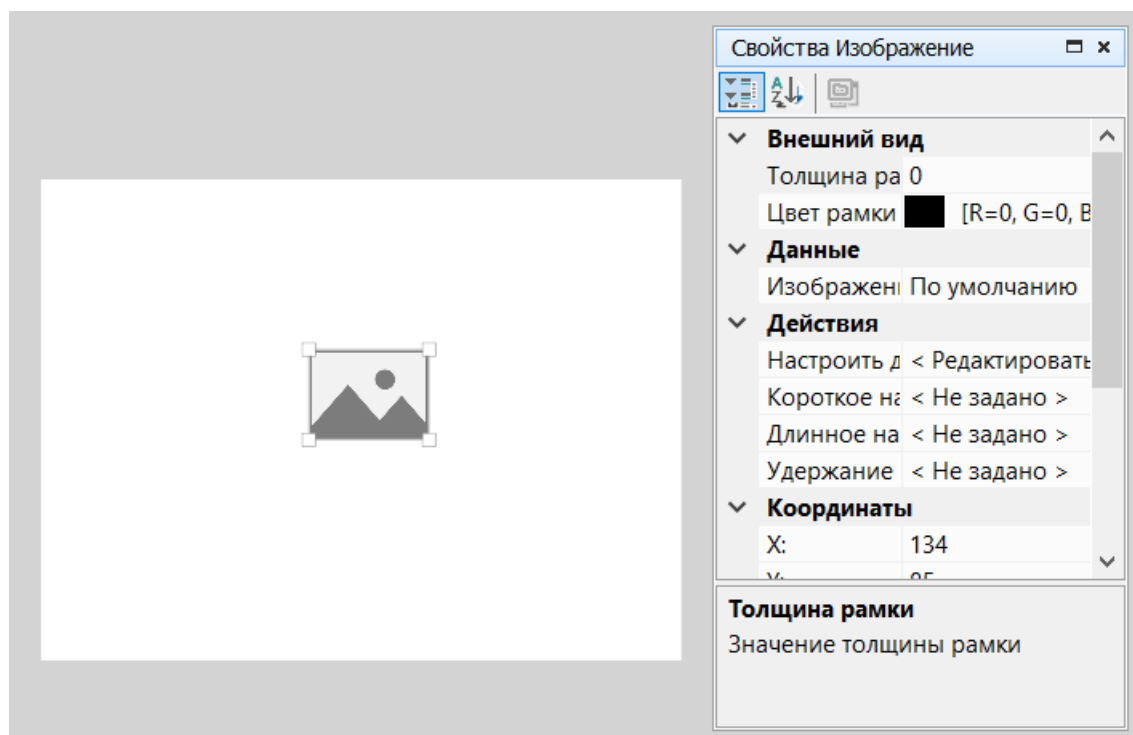 Свойства Изображение
Внешний вид
Толщина ра 0
Цвет рамки [R=0, G=0, B
Данные
Изображени По умолчанию
Действия
Настроить д < Редактировать
Короткое на < Не задано >
Длинное на < Не задано >
Удержание < Не задано >
Координаты
X: 134
Толщина рамки
Значение толщины рамки